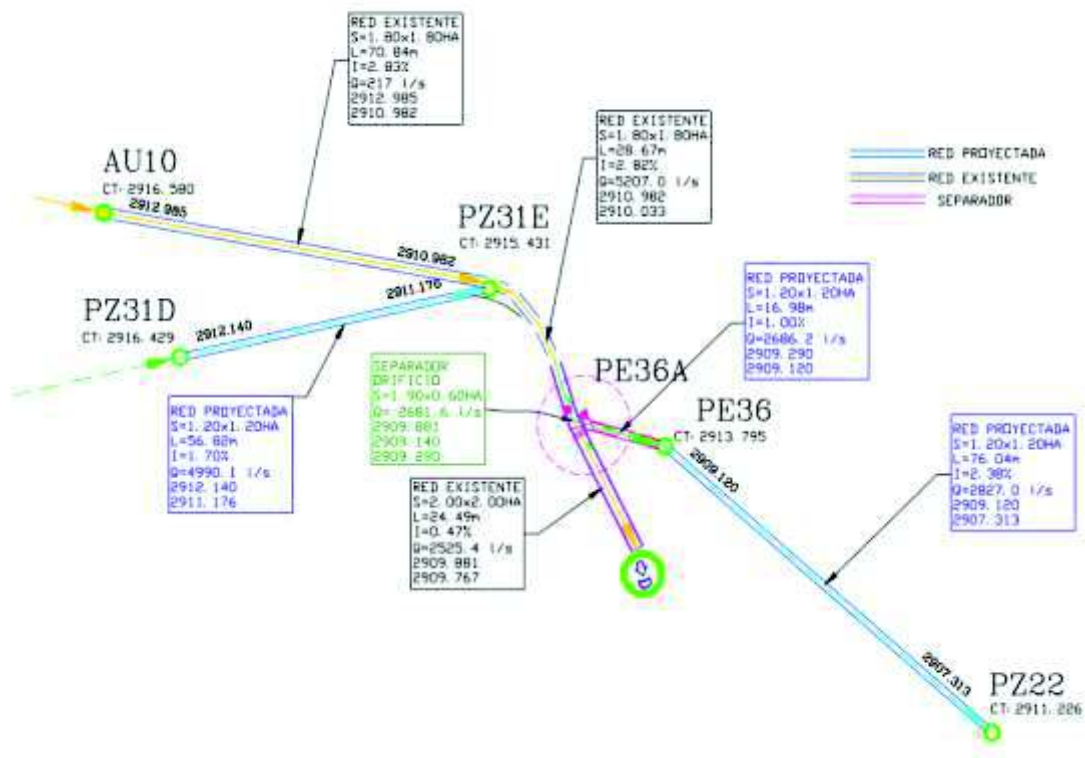 RED EXISTENTE
S=1.80x1.80HA
L=70.84m
I=2.83%
Q=217 l/s
2912.985
2910.982
RED EXISTENTE
S=1.80x1.80HA
L=28.67m
I=2.82%
Q=5207.0 l/s
2910.982
2910.033
RED PROYECTADA
RED EXISTENTE
SEPARADOR
AU10
CT: 2916.580
2912.985
PZ31E
CT: 2915.431
2910.982
2911.176
PZ31D
CT: 2916.429
2912.140
RED PROYECTADA
S=1.20x1.20HA
L=16.98m
I=1.00%
Q=2686.2 l/s
2909.290
2909.120
SEPARADOR
ORIFICIO
S=1.90x0.60HA
Q= 2681.6 l/s
2909.881
2909.140
2909.290
PE36A
PE36
CT: 2913.795
2909.120
RED PROYECTADA
S=1.20x1.20HA
L=56.82m
I=1.70%
Q=4990.1 l/s
2912.140
2911.176
RED PROYECTADA
S=1.20x1.20HA
L=76.04m
I=2.38%
Q=2827.0 l/s
2909.120
2907.313
RED EXISTENTE
S=2.00x2.00HA
L=24.49m
I=0.47%
Q=2525.4 l/s
2909.881
2909.767
D
2907.313
PZ22
CT: 2911.226